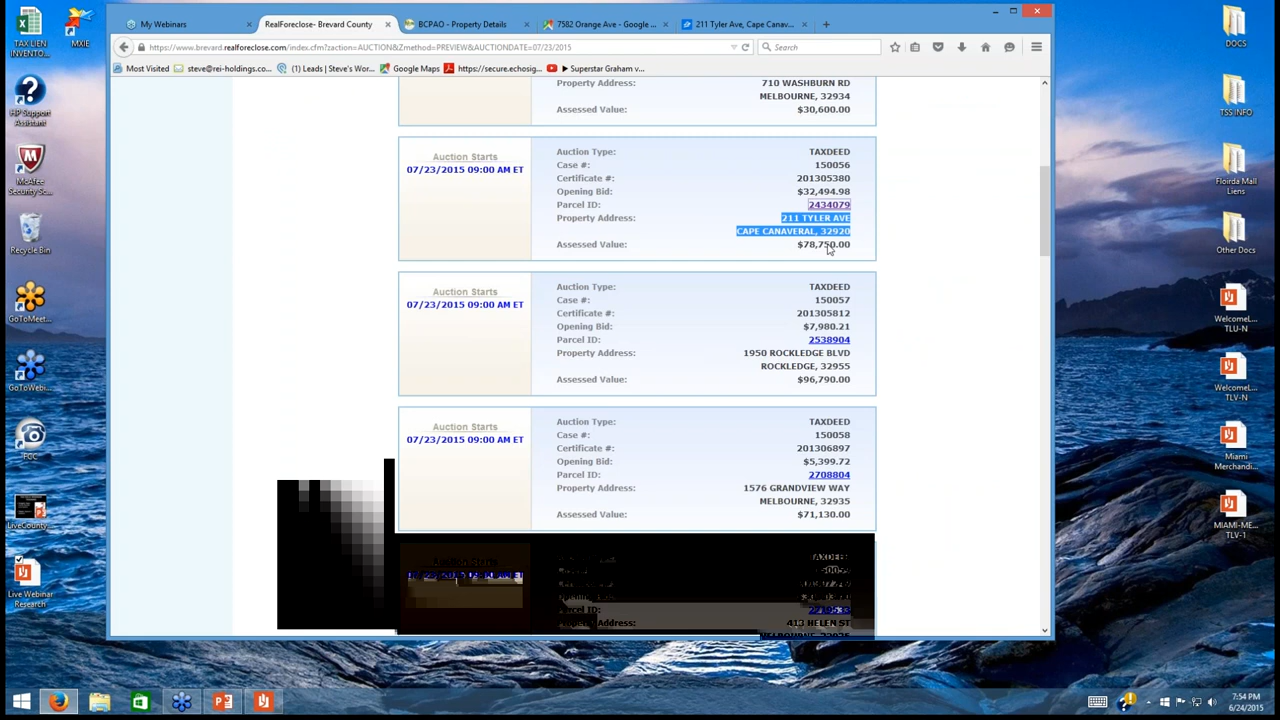 My Webinars
RealForeclose- Brevard County
BCPAO - Property Details
7582 Orange Ave - Google ...
211 Tyler Ave, Cape Canav...
https://www.brevard.realforeclose.com/index.cfm?zaction=AUCTION&Zmethod=PREVIEW&AUCTIONDATE=07/23/2015
Search
Most Visited
steve@rei-holdings.co...
(1) Leads | Steve's Wor...
Google Maps
https://secure.echosig...
Superstar Graham v...
TAX LIEN
INVENTO...
MXIE
HP Support
Assistant
McAfee
Security Sc...
Recycle Bin
GoToMeet...
GoToWebi...
FCC
LiveCounty...
Live Webinar
Research
Property Address: 710 WASHBURN RD
MELBOURNE, 32934
Assessed Value: $30,600.00
Auction Starts
07/23/2015 09:00 AM ET
Auction Type: TAXDEED
Case #: 150056
Certificate #: 201305380
Opening Bid: $32,494.98
Parcel ID: 2434079
Property Address: 211 TYLER AVE
CAPE CANAVERAL, 32920
Assessed Value: $78,750.00
Auction Starts
07/23/2015 09:00 AM ET
Auction Type: TAXDEED
Case #: 150057
Certificate #: 201305812
Opening Bid: $7,980.21
Parcel ID: 2538904
Property Address: 1950 ROCKLEDGE BLVD
ROCKLEDGE, 32955
Assessed Value: $96,790.00
Auction Starts
07/23/2015 09:00 AM ET
Auction Type: TAXDEED
Case #: 150058
Certificate #: 201306897
Opening Bid: $5,399.72
Parcel ID: 2708804
Property Address: 1576 GRANDVIEW WAY
MELBOURNE, 32935
Assessed Value: $71,130.00
TAXDEED
Parcel ID:
Property Address: 413 HELEN ST
DOCS
TSS INFO
Floirda Mall
Liens
Other Docs
WelcomeL...
TLU-N
WelcomeL...
TLV-N
Miami
Merchandi...
MIAMI-ME...
TLV-1
7:54 PM
6/24/2015